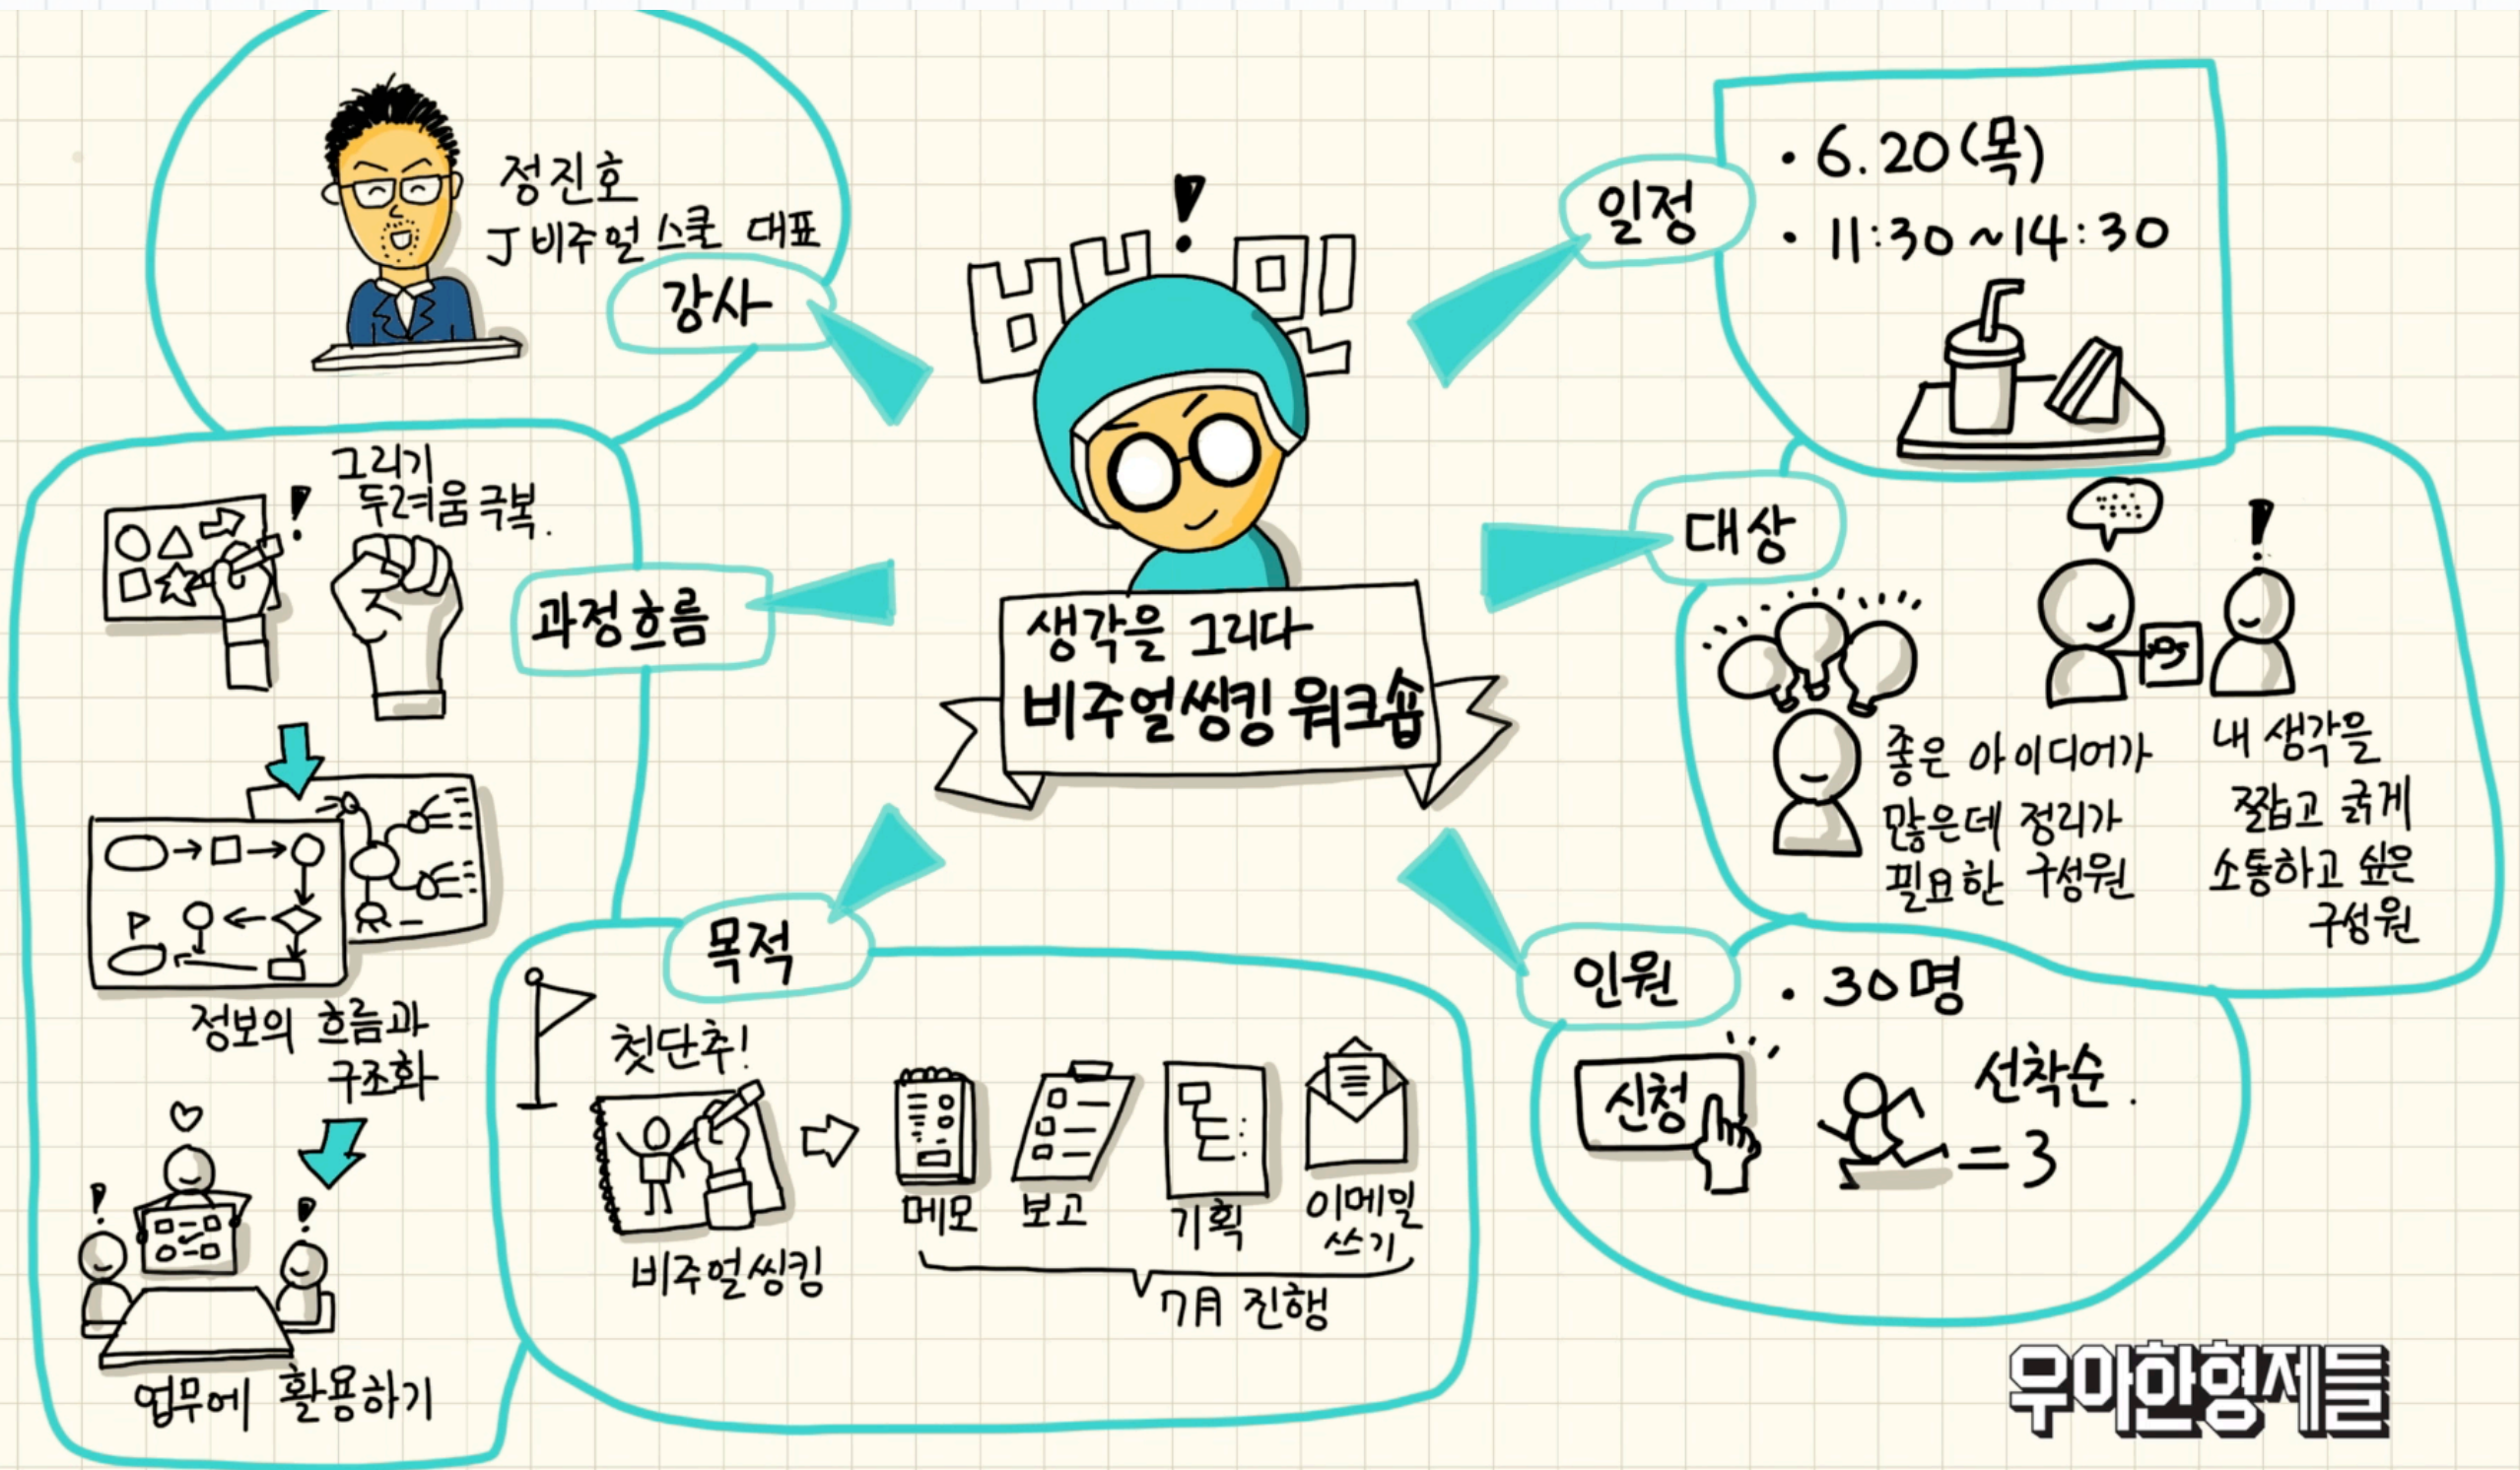 정진호
J비주얼 스쿨 대표
강사
!
일정
· 6.20(목)
· 11:30~14:30
그리기
두려움 극복.
!
과정흐름
생각을 그리다
비주얼씽킹 워크숍
대상
!
좋은 아이디어가
많은데 정리가
필요한 구성원
내 생각을
짧고 굵게
소통하고 싶은
구성원
정보의 흐름과
구조화
!
!
업무에 활용하기
목적
첫단추!
비주얼씽킹
메모
보고
기획
이메일
쓰기
7月 진행
인원
· 30명
신청
선착순.
=3
우아한형제들